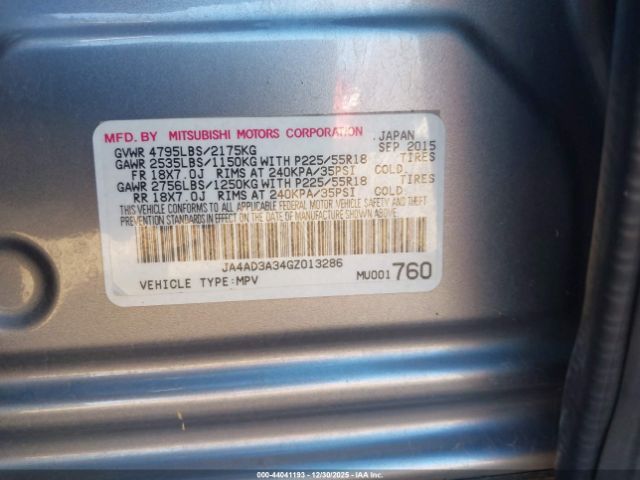 MFD. BY MITSUBISHI MOTORS CORPORATION JAPAN
GVWR 4795LBS/2175KG SEP 2015
GAWR 2535LBS/1150KG WITH P225/55R18 TIRES
FR 18X7.0J RIMS AT 240KPA/35PSI COLD
GAWR 2756LBS/1250KG WITH P225/55R18 TIRES
RR 18X7.0J RIMS AT 240KPA/35PSI COLD
THIS VEHICLE CONFORMS TO ALL APPLICABLE FEDERAL MOTOR VEHICLE SAFETY AND THEFT
PREVENTION STANDARDS IN EFFECT ON THE DATE OF MANUFACTURE SHOWN ABOVE.
JA4AD3A34GZ013286
VEHICLE TYPE:MPV MU001760
000-44041193 - 12/30/2025 - IAA Inc.